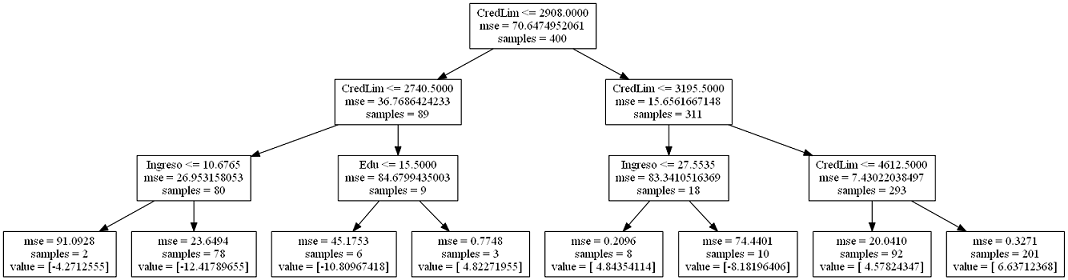 CredLim <= 2908.0000
mse = 70.6474952061
samples = 400
CredLim <= 2740.5000
mse = 36.7686424233
samples = 89
CredLim <= 3195.5000
mse = 15.6561667148
samples = 311
Ingreso <= 10.6765
mse = 26.953158053
samples = 80
Edu <= 15.5000
mse = 84.6799435003
samples = 9
Ingreso <= 27.5535
mse = 83.3410516369
samples = 18
CredLim <= 4612.5000
mse = 7.43022038497
samples = 293
mse = 91.0928
samples = 2
value = [-4.2712555]
mse = 23.6494
samples = 78
value = [-12.41789655]
mse = 45.1753
samples = 6
value = [-10.80967418]
mse = 0.7748
samples = 3
value = [ 4.82271955]
mse = 0.2096
samples = 8
value = [ 4.84354114]
mse = 74.4401
samples = 10
value = [-8.18196406]
mse = 20.0410
samples = 92
value = [ 4.57824347]
mse = 0.3271
samples = 201
value = [ 6.63712368]